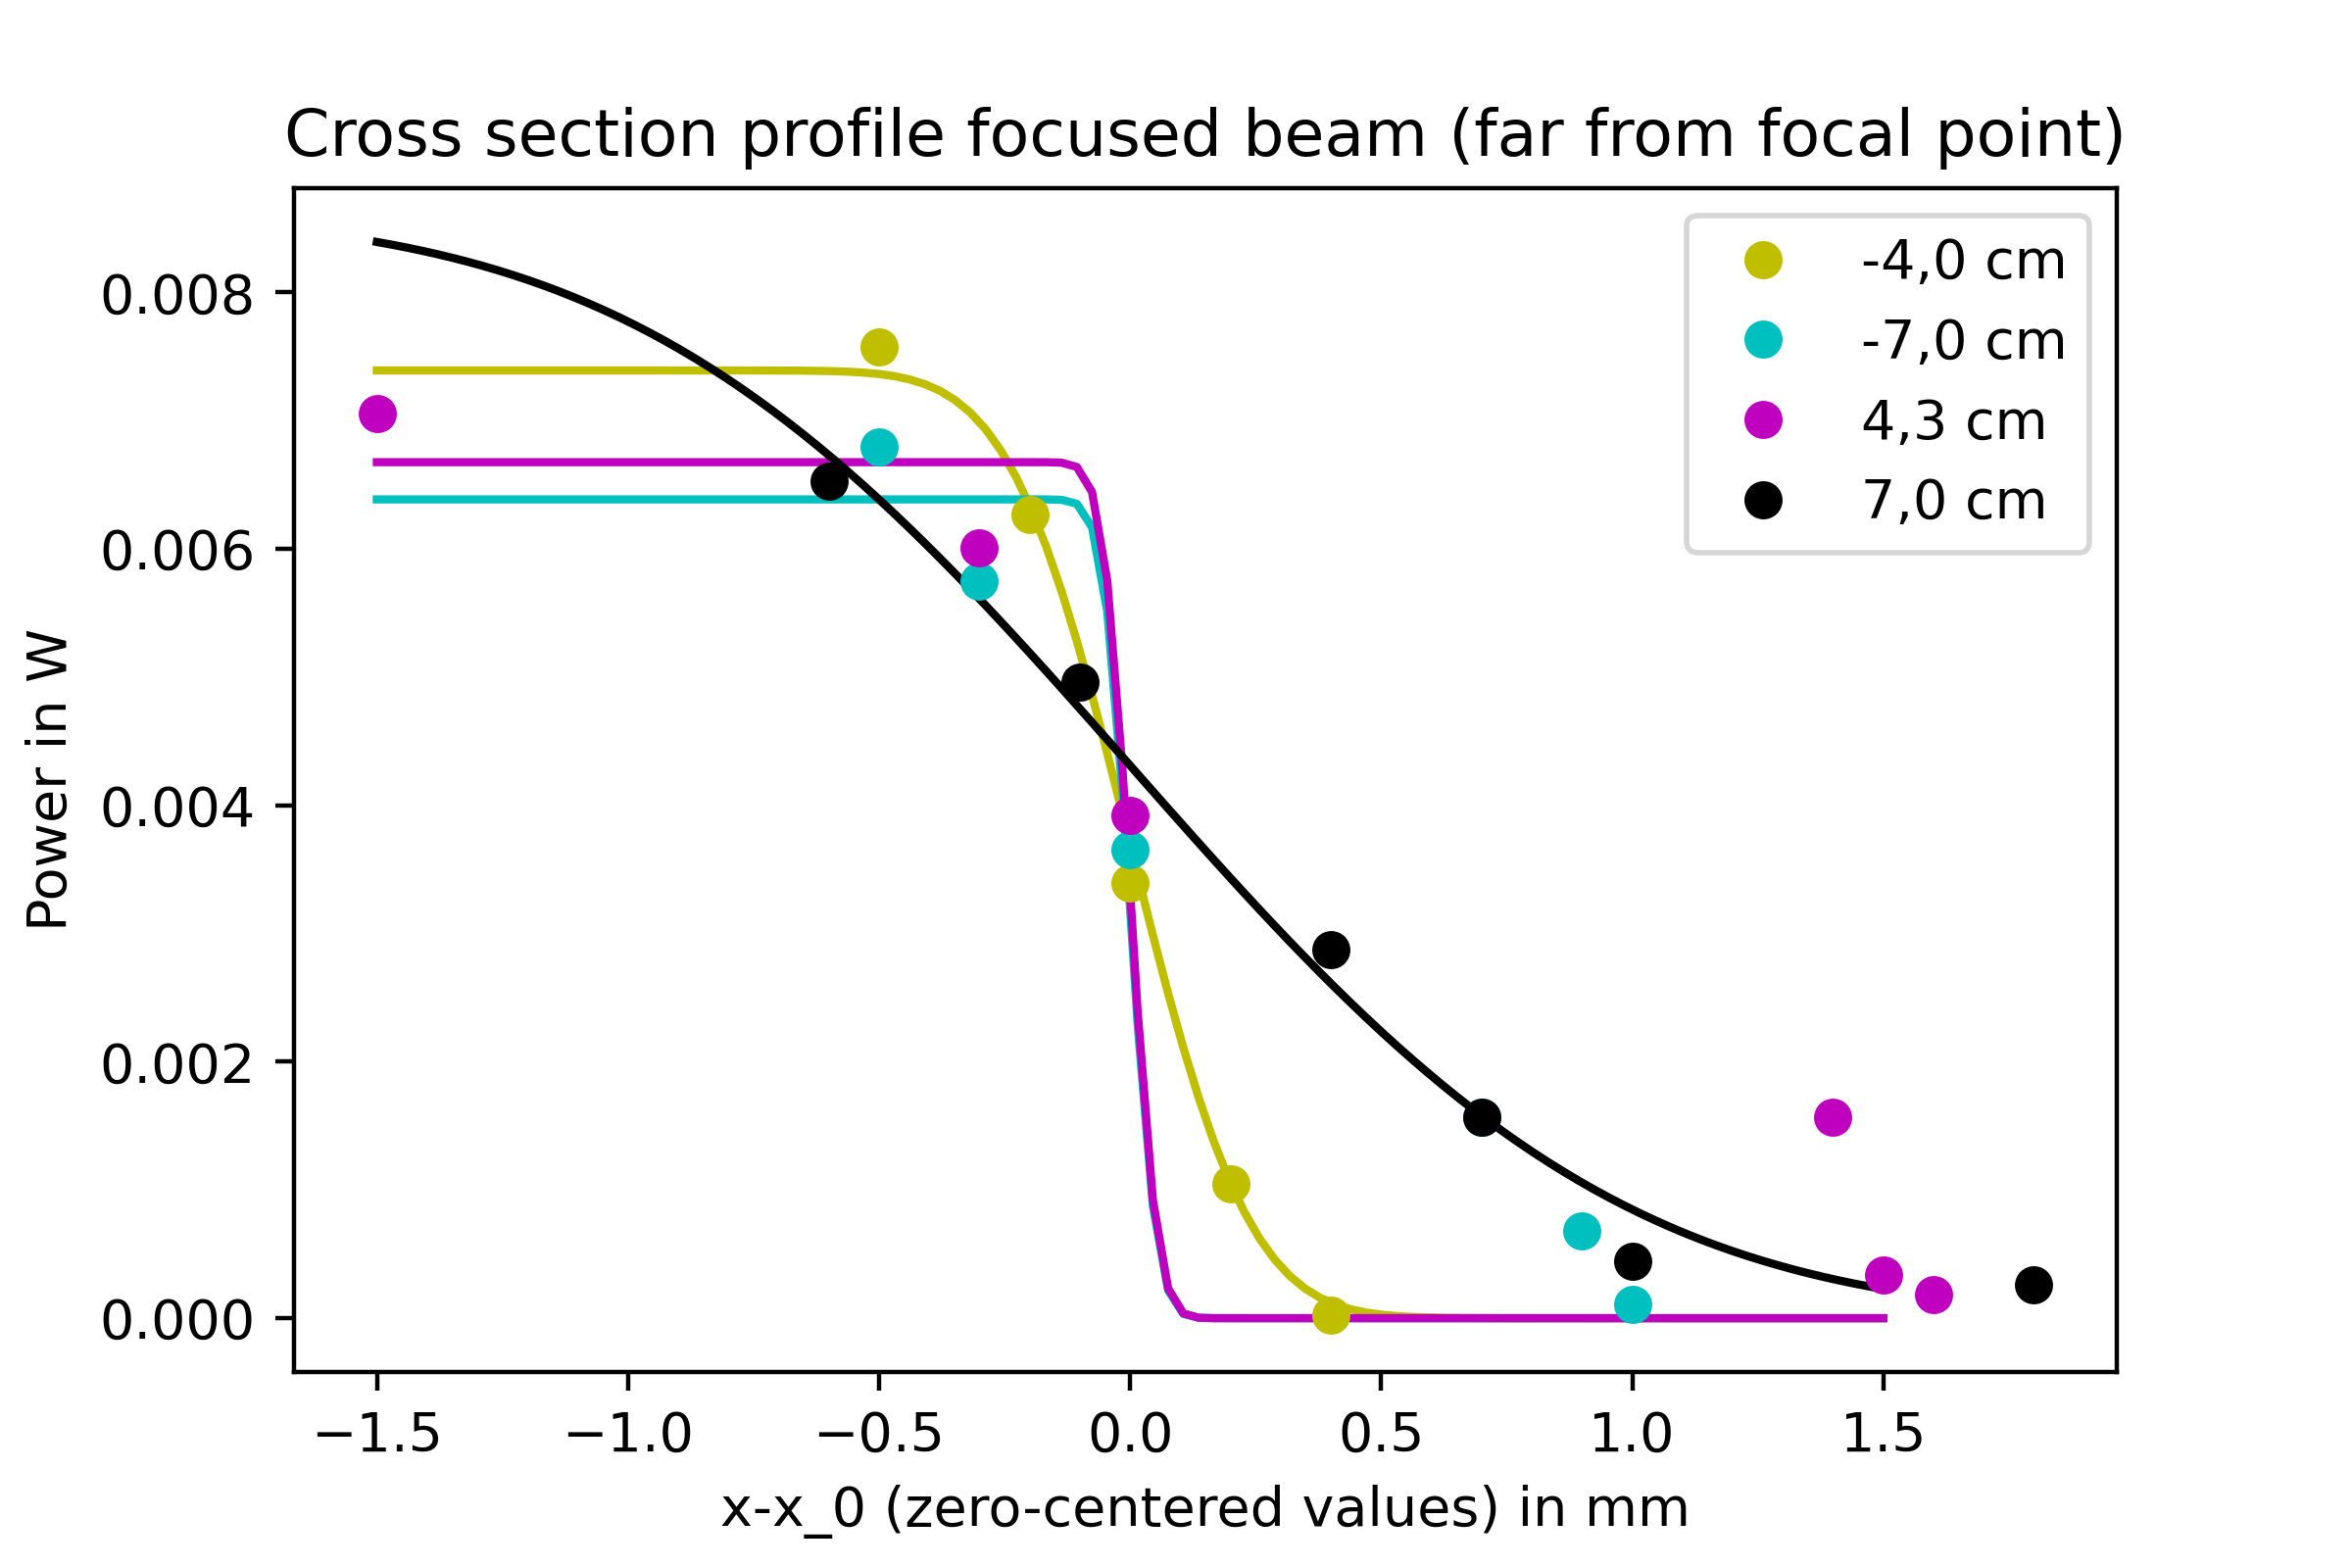 Cross section profile focused beam (far from focal point)
-4,0 cm
-7,0 cm
4,3 cm
7,0 cm
0.008
0.006
0.004
0.002
0.000
Power in W
−1.5 −1.0 −0.5 0.0 0.5 1.0 1.5
x-x_0 (zero-centered values) in mm